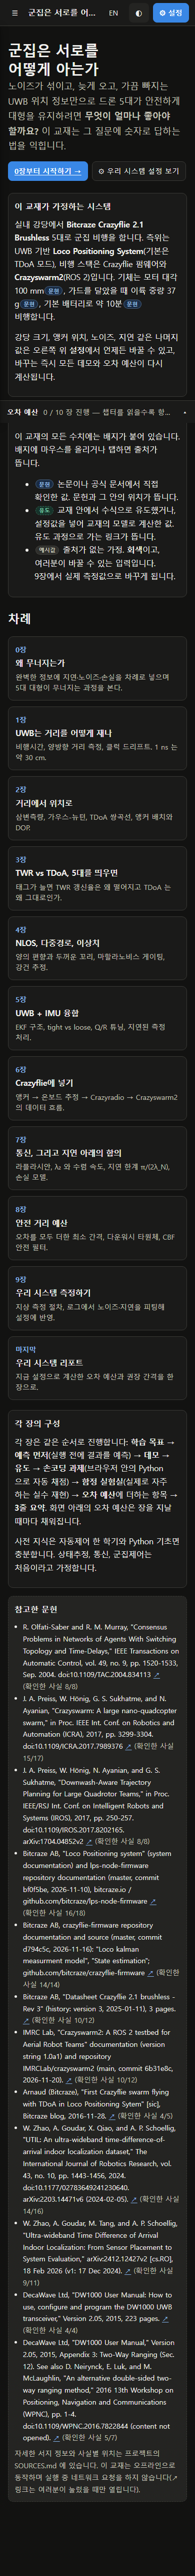 ☰ 군집은 서로를 어... EN ◐ ⚙ 설정
군집은 서로를
어떻게 아는가
노이즈가 섞이고, 늦게 오고, 가끔 빠지는
UWB 위치 정보만으로 드론 5대가 안전하게
대형을 유지하려면 무엇이 얼마나 좋아야
할까요? 이 교재는 그 질문에 숫자로 답하는
법을 익힙니다.
0장부터 시작하기 → ⚙ 우리 시스템 설정 보기
이 교재가 가정하는 시스템
실내 강당에서 Bitcraze Crazyflie 2.1
Brushless 5대로 군집 비행을 합니다. 측위는
UWB 기반 Loco Positioning System(기본은
TDoA 모드), 비행 스택은 Crazyflie 펌웨어와
Crazyswarm2(ROS 2)입니다. 기체는 모터 대각
100 mm 문헌, 가드를 달았을 때 이륙 중량 37
g 문헌, 기본 배터리로 약 10분 문헌
비행합니다.
강당 크기, 앵커 위치, 노이즈, 지연 같은 나머지
값은 오른쪽 위 설정에서 언제든 바꿀 수 있고,
바꾸는 즉시 모든 데모와 오차 예산이 다시
계산됩니다.
오차 예산 0 / 10 장 진행 — 챕터를 읽을수록 항...
이 교재의 모든 수치에는 배지가 붙어 있습니다.
배지에 마우스를 올리거나 탭하면 출처가
뜹니다.
문헌 논문이나 공식 문서에서 직접
확인한 값. 문헌과 그 안의 위치가 뜹니다.
유도 교재 안에서 수식으로 유도했거나,
설정값을 넣어 교재의 모델로 계산한 값.
유도 과정으로 가는 링크가 뜹니다.
예시값 출처가 없는 가정. 회색이고,
여러분이 바꿀 수 있는 입력입니다.
9장에서 실제 측정값으로 바꾸게 됩니다.
차례
0장
왜 무너지는가
완벽한 정보에 지연·노이즈·손실을 차례로 넣으며
5대 대형이 무너지는 과정을 본다.
1장
UWB는 거리를 어떻게 재나
비행시간, 양방향 거리 측정, 클럭 드리프트. 1 ns 는
약 30 cm.
2장
거리에서 위치로
삼변측량, 가우스-뉴턴, TDoA 쌍곡선, 앵커 배치와
DOP.
3장
TWR vs TDoA, 5대를 띄우면
태그가 늘면 TWR 갱신율은 왜 떨어지고 TDoA 는
왜 그대로인가.
4장
NLOS, 다중경로, 이상치
양의 편향과 두꺼운 꼬리, 마할라노비스 게이팅,
강건 추정.
5장
UWB + IMU 융합
EKF 구조, tight vs loose, Q/R 튜닝, 지연된 측정
처리.
6장
Crazyflie에 넣기
앵커 → 온보드 추정 → Crazyradio → Crazyswarm2
의 데이터 흐름.
7장
통신, 그리고 지연 아래의 합의
라플라시안, λ₂ 와 수렴 속도, 지연 한계 π/(2λ_N),
손실 모델.
8장
안전 거리 예산
오차를 모두 더한 최소 간격, 다운워시 타원체, CBF
안전 필터.
9장
우리 시스템 측정하기
지상 측정 절차, 로그에서 노이즈·지연을 피팅해
설정에 반영.
마지막
우리 시스템 리포트
지금 설정으로 계산한 오차 예산과 권장 간격을 한
장으로.
각 장의 구성
각 장은 같은 순서로 진행합니다: 학습 목표 →
예측 먼저(실행 전에 결과를 예측) → 데모 →
유도 → 손코딩 과제(브라우저 안의 Python
으로 자동 채점) → 함정 실험실(실제로 자주
하는 실수 재현) → 오차 예산에 더하는 항목 →
3줄 요약. 화면 아래의 오차 예산은 장을 지날
때마다 채워집니다.
사전 지식은 자동제어 한 학기와 Python 기초면
충분합니다. 상태추정, 통신, 군집제어는
처음이라고 가정합니다.
참고한 문헌
R. Olfati-Saber and R. M. Murray, "Consensus
Problems in Networks of Agents With Switching
Topology and Time-Delays," IEEE Transactions on
Automatic Control, vol. 49, no. 9, pp. 1520-1533,
Sep. 2004. doi:10.1109/TAC.2004.834113 ↗
(확인한 사실 8/8)
J. A. Preiss, W. Hönig, G. S. Sukhatme, and N.
Ayanian, "Crazyswarm: A large nano-quadcopter
swarm," in Proc. IEEE Int. Conf. on Robotics and
Automation (ICRA), 2017, pp. 3299-3304.
doi:10.1109/ICRA.2017.7989376 ↗ (확인한 사실
15/17)
J. A. Preiss, W. Hönig, N. Ayanian, and G. S.
Sukhatme, "Downwash-Aware Trajectory
Planning for Large Quadrotor Teams," in Proc.
IEEE/RSJ Int. Conf. on Intelligent Robots and
Systems (IROS), 2017, pp. 250-257.
doi:10.1109/IROS.2017.8202165.
arXiv:1704.04852v2 ↗ (확인한 사실 8/8)
Bitcraze AB, "Loco Positioning system" (system
documentation) and lps-node-firmware
repository documentation (master, commit
bf0f5be, 2026-11-10), bitcraze.io /
github.com/bitcraze/lps-node-firmware ↗
(확인한 사실 16/18)
Bitcraze AB, crazyflie-firmware repository
documentation and source (master, commit
d794c5c, 2026-11-16): "Loco kalman
measurment model", "State estimation";
github.com/bitcraze/crazyflie-firmware ↗ (확인한
사실 14/14)
Bitcraze AB, "Datasheet Crazyflie 2.1 brushless -
Rev 3" (history: version 3, 2025-01-11), 3 pages.
↗ (확인한 사실 10/12)
IMRC Lab, "Crazyswarm2: A ROS 2 testbed for
Aerial Robot Teams" documentation (version
string 1.0a1) and repository
IMRCLab/crazyswarm2 (main, commit 6b31e8c,
2026-11-20). ↗ (확인한 사실 10/12)
Arnaud (Bitcraze), "First Crazyflie swarm flying
with TDoA in Loco Positioning Sytem" [sic],
Bitcraze blog, 2016-11-28. ↗ (확인한 사실 4/5)
W. Zhao, A. Goudar, X. Qiao, and A. P. Schoellig,
"UTIL: An ultra-wideband time-difference-of-
arrival indoor localization dataset," The
International Journal of Robotics Research, vol.
43, no. 10, pp. 1443-1456, 2024.
doi:10.1177/02783649241230640.
arXiv:2203.14471v6 (2024-02-05). ↗ (확인한 사실
14/16)
W. Zhao, A. Goudar, M. Tang, and A. P. Schoellig,
"Ultra-wideband Time Difference of Arrival
Indoor Localization: From Sensor Placement to
System Evaluation," arXiv:2412.12427v2 [cs.RO],
18 Feb 2026 (v1: 17 Dec 2024). ↗ (확인한 사실
9/11)
DecaWave Ltd, "DW1000 User Manual: How to
use, configure and program the DW1000 UWB
transceiver," Version 2.05, 2015, 223 pages. ↗
(확인한 사실 4/4)
DecaWave Ltd, "DW1000 User Manual," Version
2.05, 2015, Appendix 3: Two-Way Ranging (Sec.
12). See also D. Neirynck, E. Luk, and M.
McLaughlin, "An alternative double-sided two-
way ranging method," 2016 13th Workshop on
Positioning, Navigation and Communications
(WPNC), pp. 1-4.
doi:10.1109/WPNC.2016.7822844 (content not
opened). ↗ (확인한 사실 5/7)
자세한 서지 정보와 사실별 위치는 프로젝트의
SOURCES.md 에 있습니다. 이 교재는 오프라인으로
동작하며 실행 중 네트워크 요청을 하지 않습니다(↗
링크는 여러분이 눌렀을 때만 열립니다).